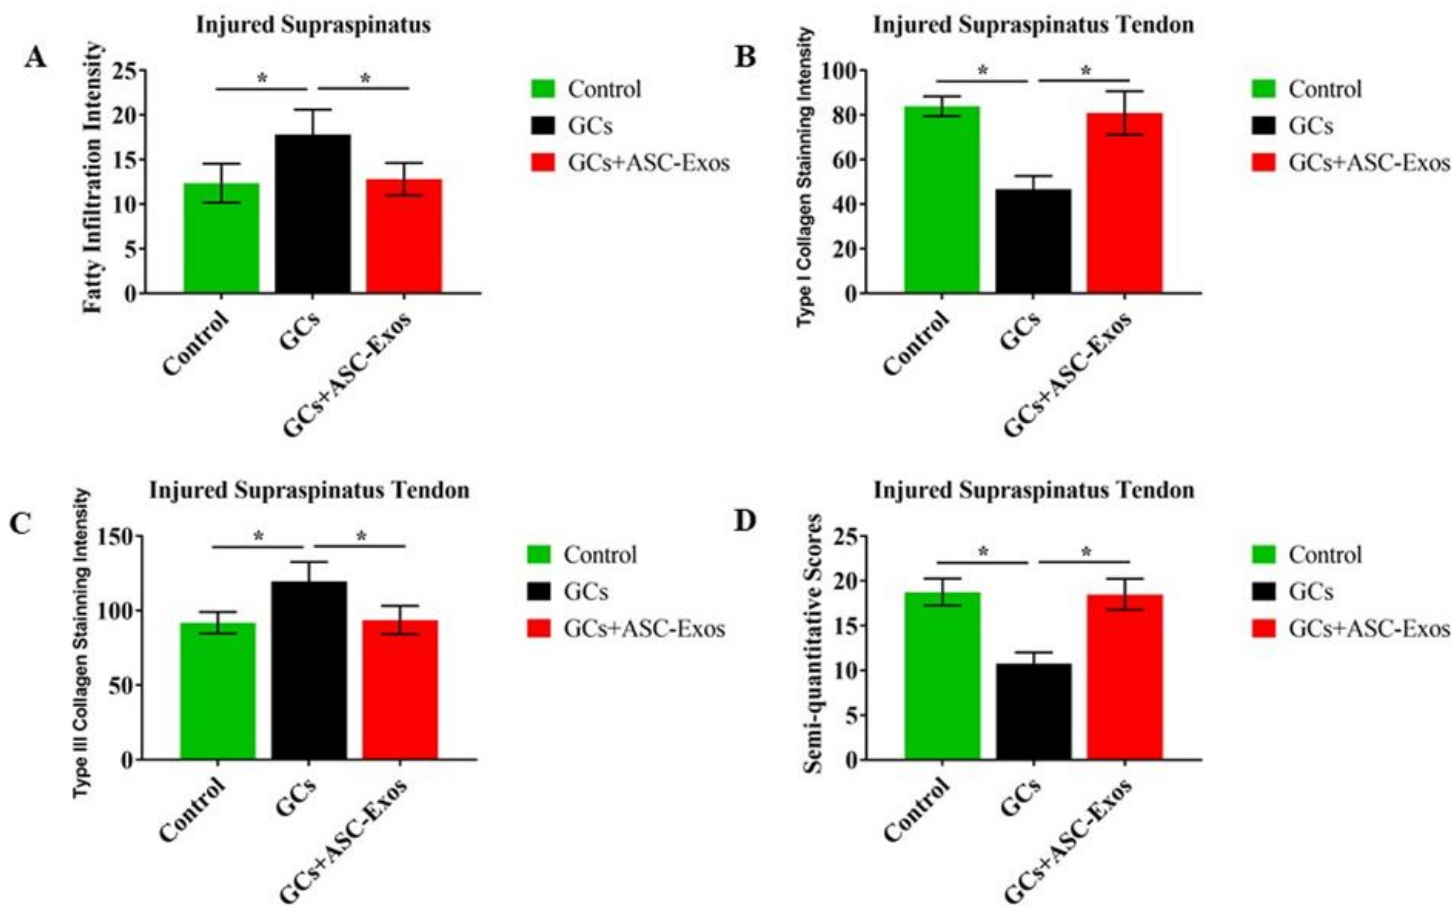 A
Injured Supraspinatus
Fatty Infiltration Intensity
25
20
15
10
5
0
*
*
Control
GCs
GCs+ASC-Exos
Control
GCs
GCs+ASC-Exos
B
Injured Supraspinatus Tendon
Type I Collagen Stainning Intensity
100
80
60
40
20
0
*
*
Control
GCs
GCs+ASC-Exos
Control
GCs
GCs+ASC-Exos
C
Injured Supraspinatus Tendon
Type III Collagen Stainning Intensity
150
100
50
0
*
*
Control
GCs
GCs+ASC-Exos
Control
GCs
GCs+ASC-Exos
D
Injured Supraspinatus Tendon
Semi-quantitative Scores
25
20
15
10
5
0
*
*
Control
GCs
GCs+ASC-Exos
Control
GCs
GCs+ASC-Exos